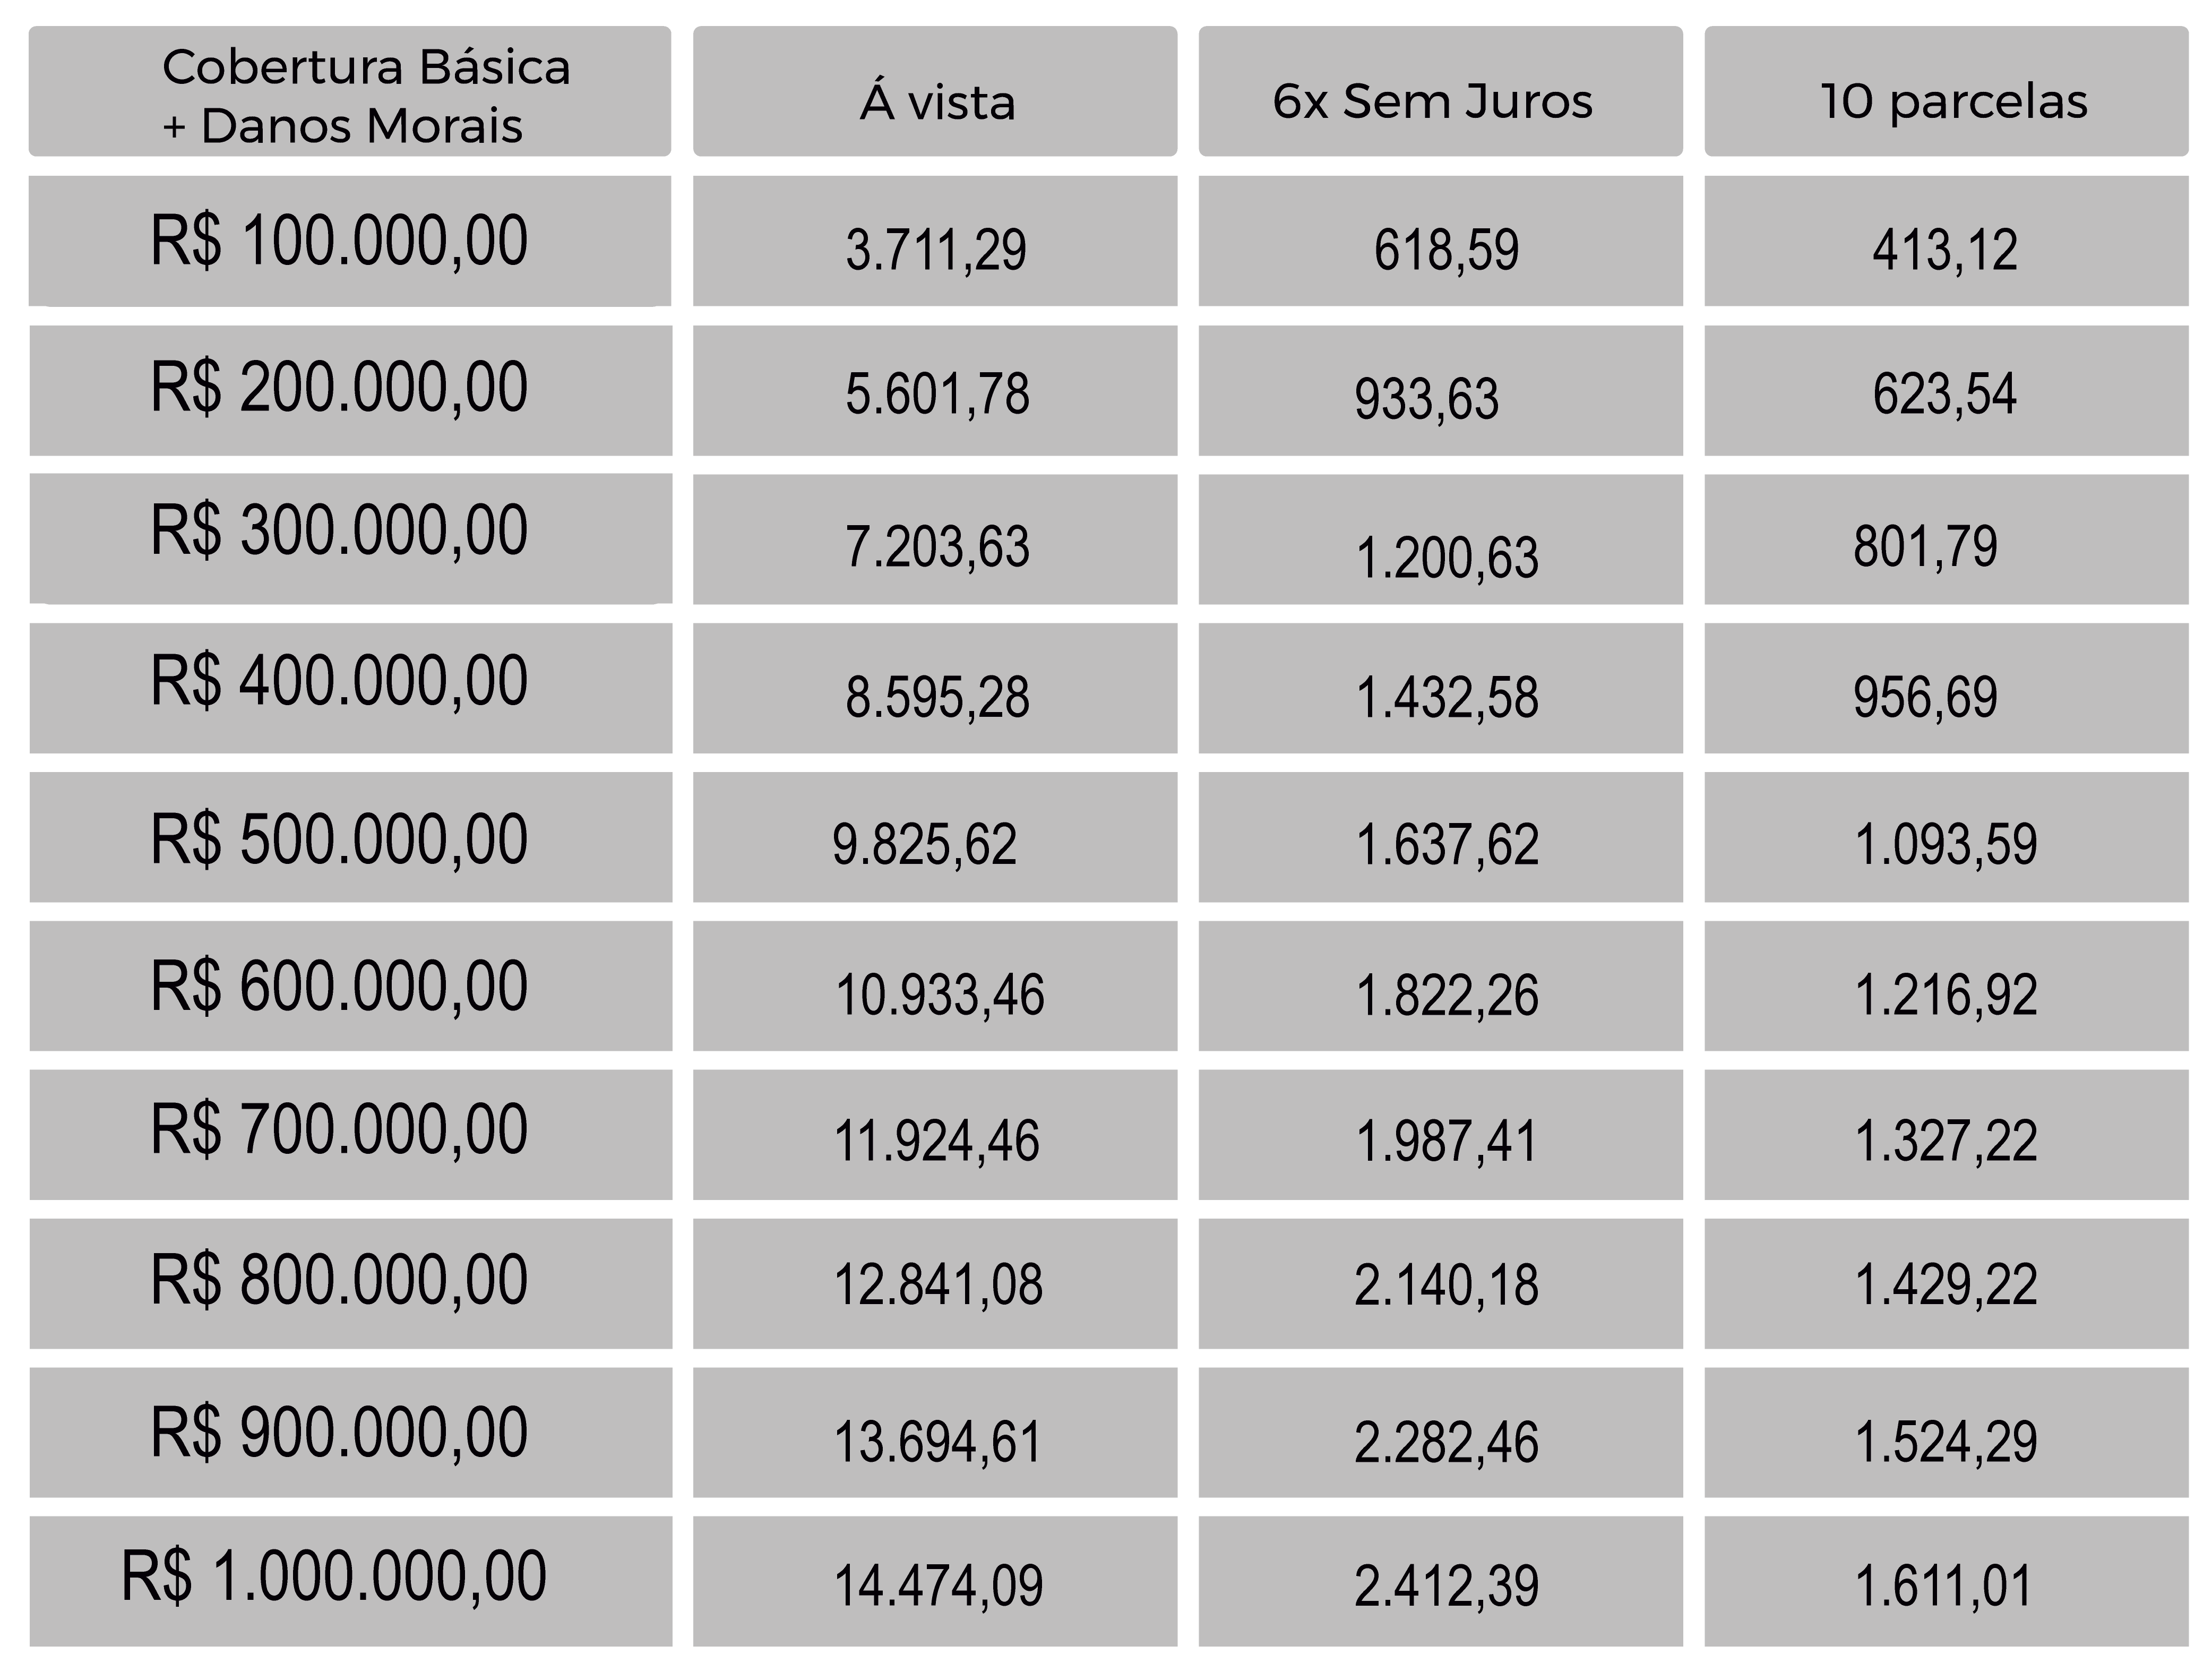 Cobertura Básica
+ Danos Morais
Á vista
6x Sem Juros
10 parcelas
R$ 100.000,00 3.711,29 618,59 413,12
R$ 200.000,00 5.601,78 933,63 623,54
R$ 300.000,00 7.203,63 1.200,63 801,79
R$ 400.000,00 8.595,28 1.432,58 956,69
R$ 500.000,00 9.825,62 1.637,62 1.093,59
R$ 600.000,00 10.933,46 1.822,26 1.216,92
R$ 700.000,00 11.924,46 1.987,41 1.327,22
R$ 800.000,00 12.841,08 2.140,18 1.429,22
R$ 900.000,00 13.694,61 2.282,46 1.524,29
R$ 1.000.000,00 14.474,09 2.412,39 1.611,01